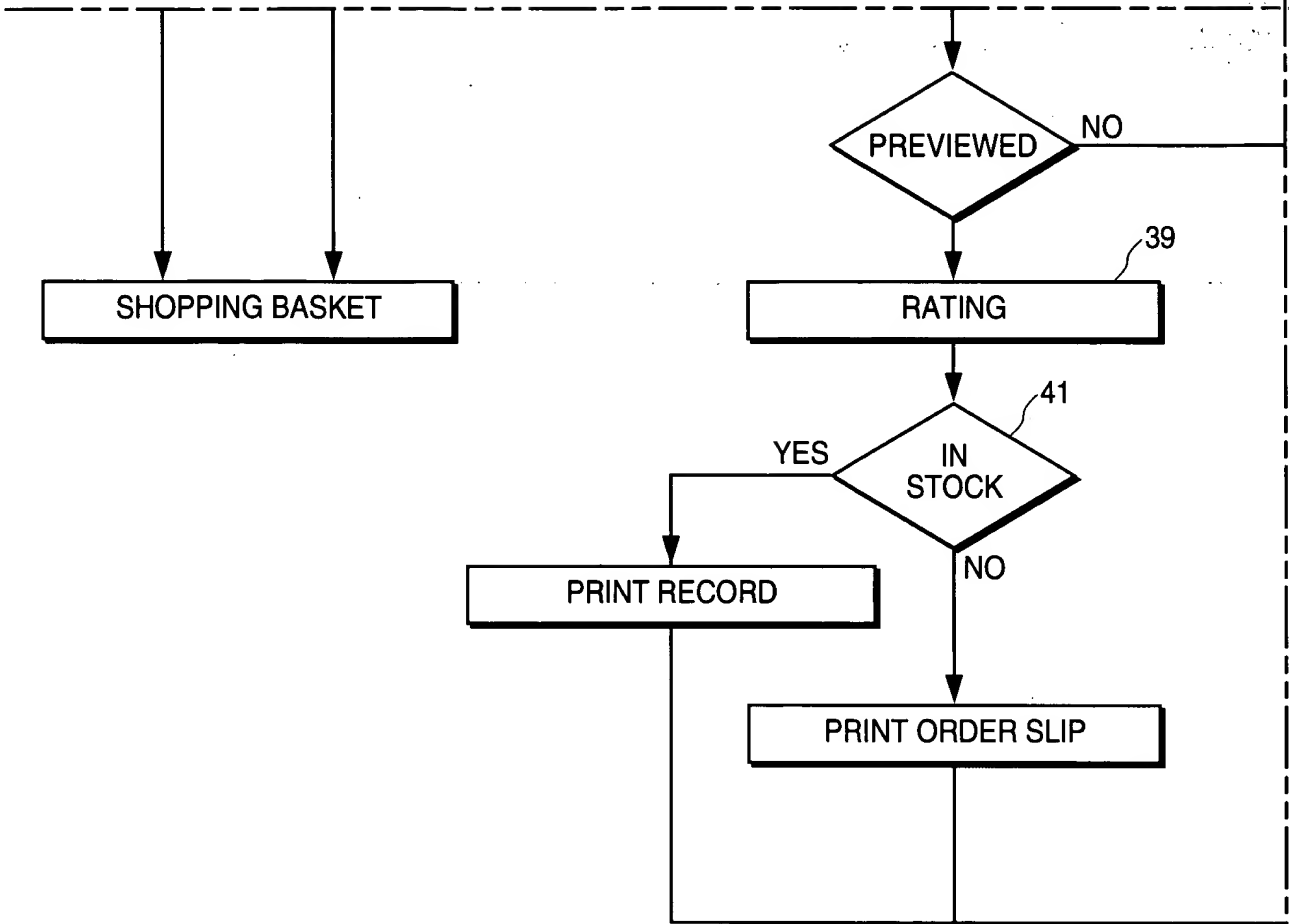 PREVIEWED
NO
39
SHOPPING BASKET
RATING
41
YES
IN
STOCK
NO
PRINT RECORD
PRINT ORDER SLIP